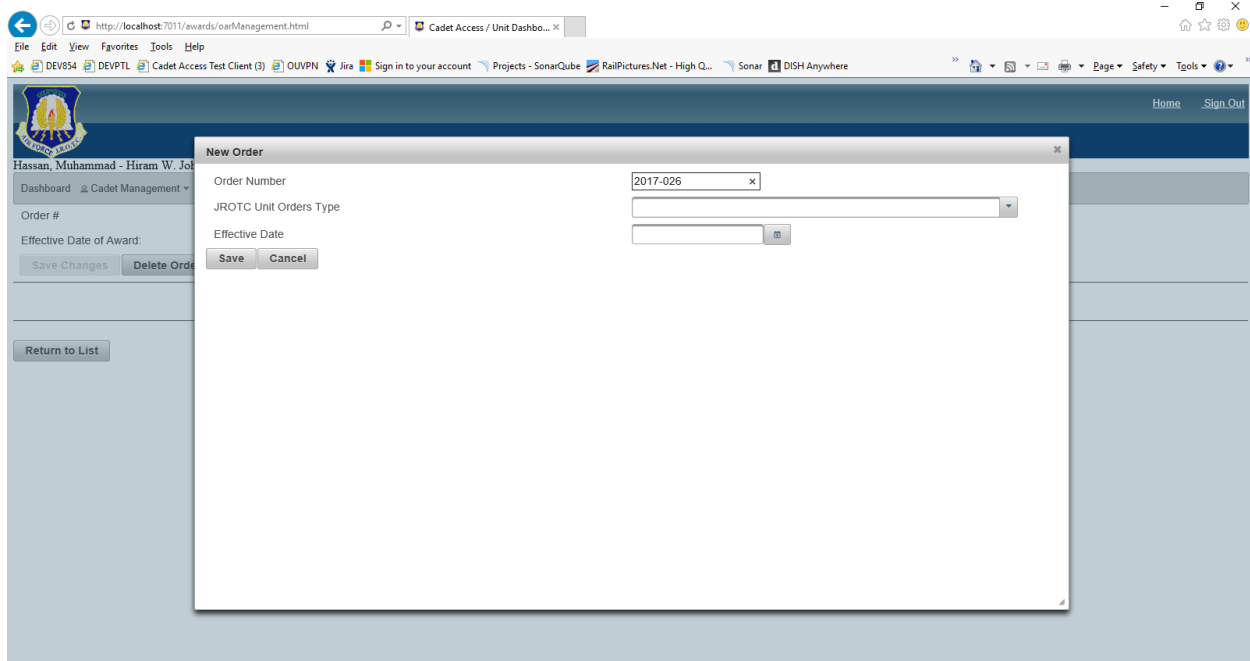 http://localhost:7011/awards/oarManagement.html
Cadet Access / Unit Dashbo...
File Edit View Favorites Tools Help
DEV854 DEVPTL Cadet Access Test Client (3) OUVPN Jira Sign in to your account Projects - SonarQube RailPictures.Net - High Q... Sonar d DISH Anywhere » Page Safety Tools »
Home Sign Out
AIR FORCE JROTC
Hassan, Muhammad - Hiram W. Joh
Dashboard Cadet Management
Order #
Effective Date of Award:
Save Changes Delete Orde
Return to List
New Order
Order Number 2017-026
JROTC Unit Orders Type
Effective Date
Save Cancel